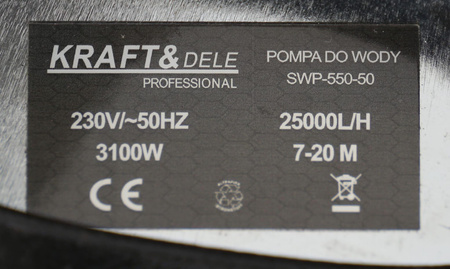 KRAFT&DELE
PROFESSIONAL
POMPA DO WODY
SWP-550-50
230V/~50HZ
25000L/H
3100W
7-20 M
CE